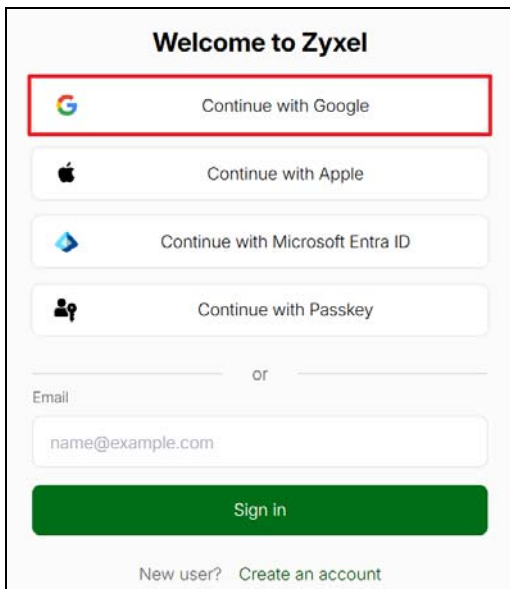 Welcome to Zyxel
Continue with Google
Continue with Apple
Continue with Microsoft Entra ID
Continue with Passkey
or
Email
name@example.com
Sign in
New user? Create an account